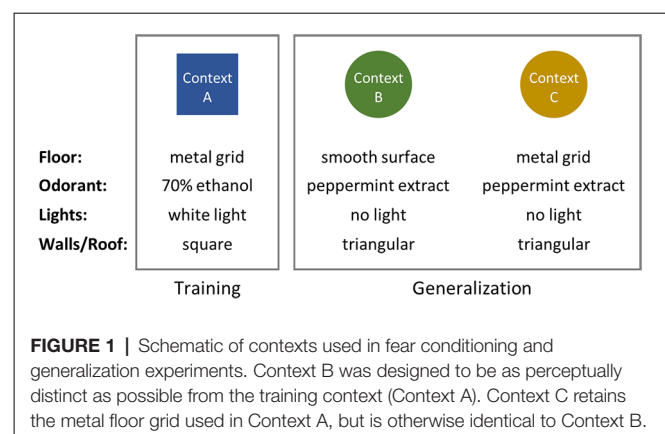 Context A
Context B
Context C
Floor: metal grid smooth surface metal grid
Odorant: 70% ethanol peppermint extract peppermint extract
Lights: white light no light no light
Walls/Roof: square triangular triangular
Training Generalization
FIGURE 1 | Schematic of contexts used in fear conditioning and
generalization experiments. Context B was designed to be as perceptually
distinct as possible from the training context (Context A). Context C retains
the metal floor grid used in Context A, but is otherwise identical to Context B.